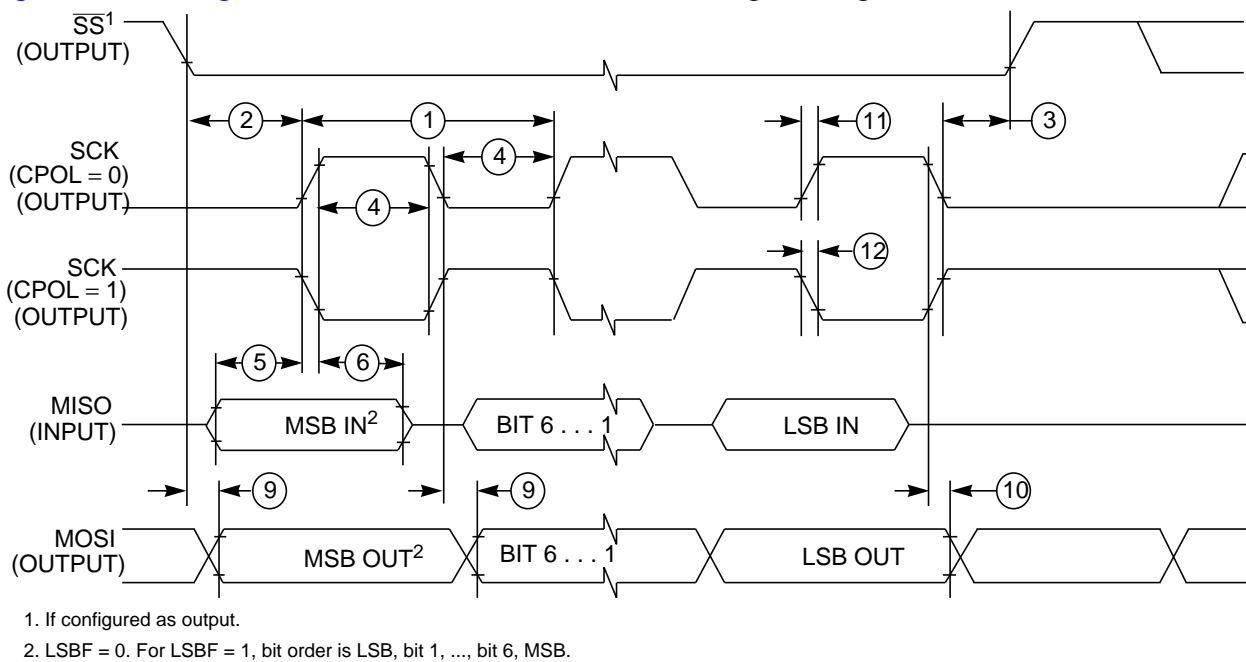 SS1
(OUTPUT)
2
1
11
3
SCK
(CPOL = 0)
(OUTPUT)
4
4
12
SCK
(CPOL = 1)
(OUTPUT)
5
6
MISO
(INPUT)
MSB IN2
BIT 6 . . . 1
LSB IN
9
9
10
MOSI
(OUTPUT)
MSB OUT2
BIT 6 . . . 1
LSB OUT
1. If configured as output.
2. LSBF = 0. For LSBF = 1, bit order is LSB, bit 1, ..., bit 6, MSB.